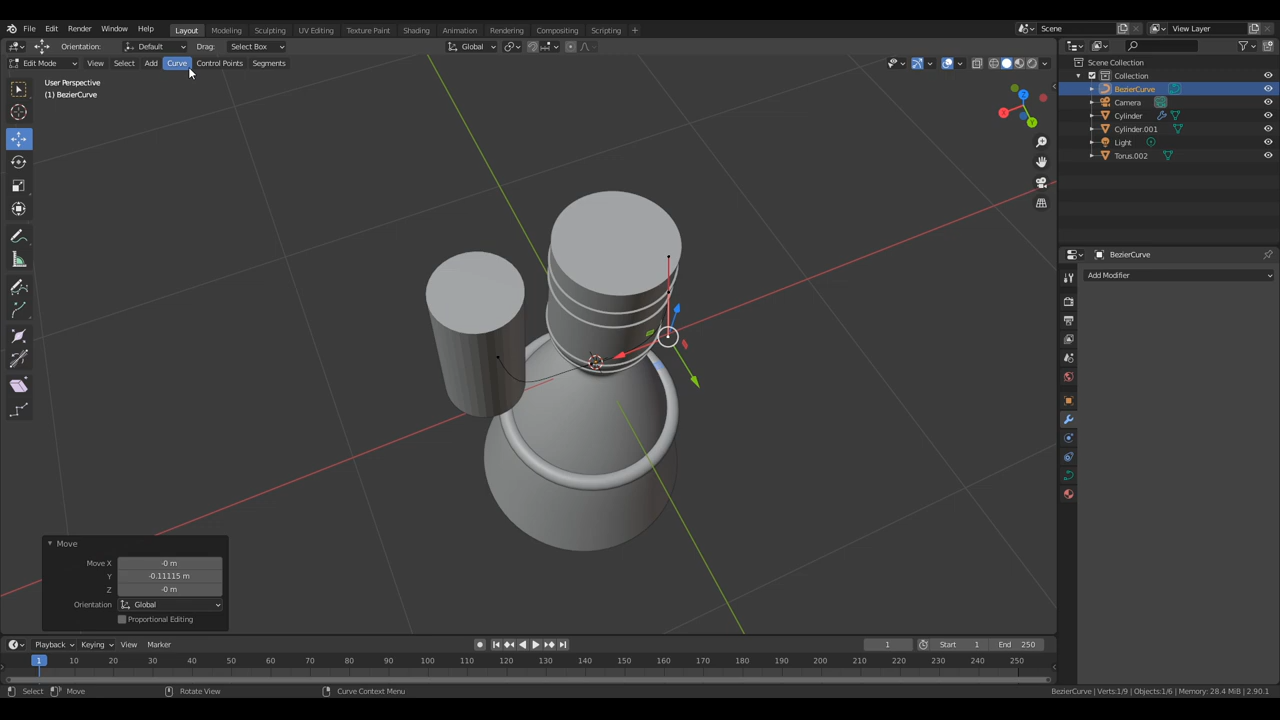 File Edit Render Window Help Layout Modeling Sculpting UV Editing Texture Paint Shading Animation Rendering Compositing Scripting Scene View Layer
Orientation: Default Drag: Select Box Global
Edit Mode View Select Add Curve Control Points Segments
User Perspective
(1) BezierCurve
X
Y
Z
Scene Collection
Collection
BezierCurve
Camera
Cylinder
Cylinder.001
Light
Torus.002
BezierCurve
Add Modifier
Move
Move X -0 m
Y -0.11115 m
Z -0 m
Orientation Global
Proportional Editing
Playback Keying View Marker 1 Start 1 End 250
1 10 20 30 40 50 60 70 80 90 100 110 120 130 140 150 160 170 180 190 200 210 220 230 240 250
Select Move Rotate View Curve Context Menu BezierCurve | Verts:1/9 | Objects:1/6 | Memory: 28.4 MiB | 2.90.1